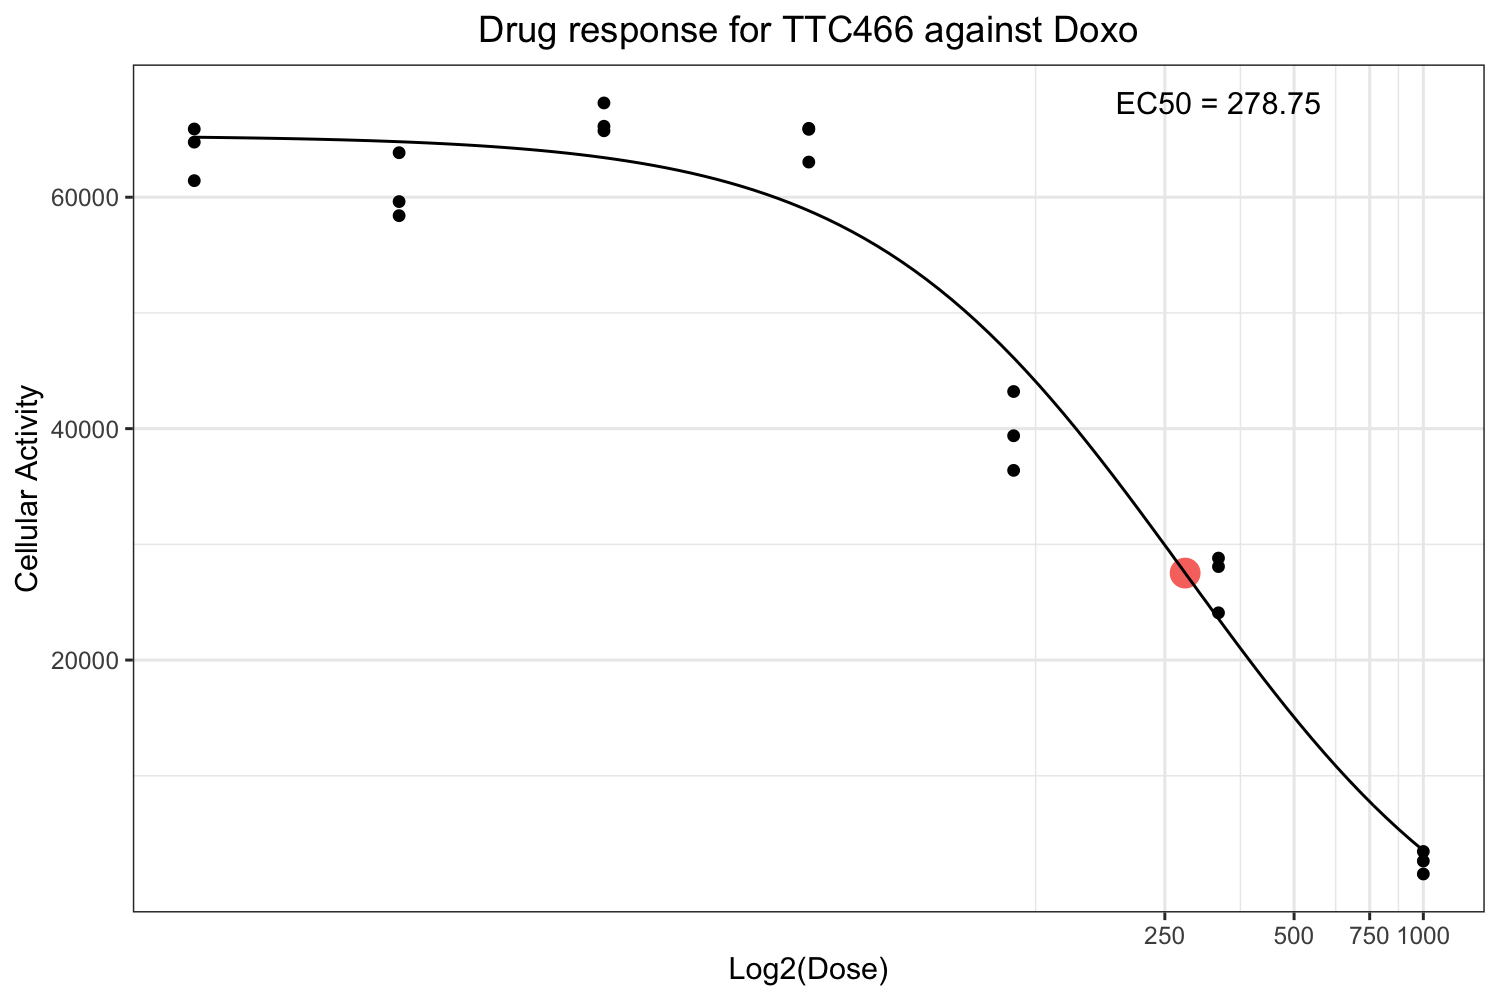 Drug response for TTC466 against Doxo
EC50 = 278.75
60000
40000
20000
Cellular Activity
250 500 750 1000
Log2(Dose)